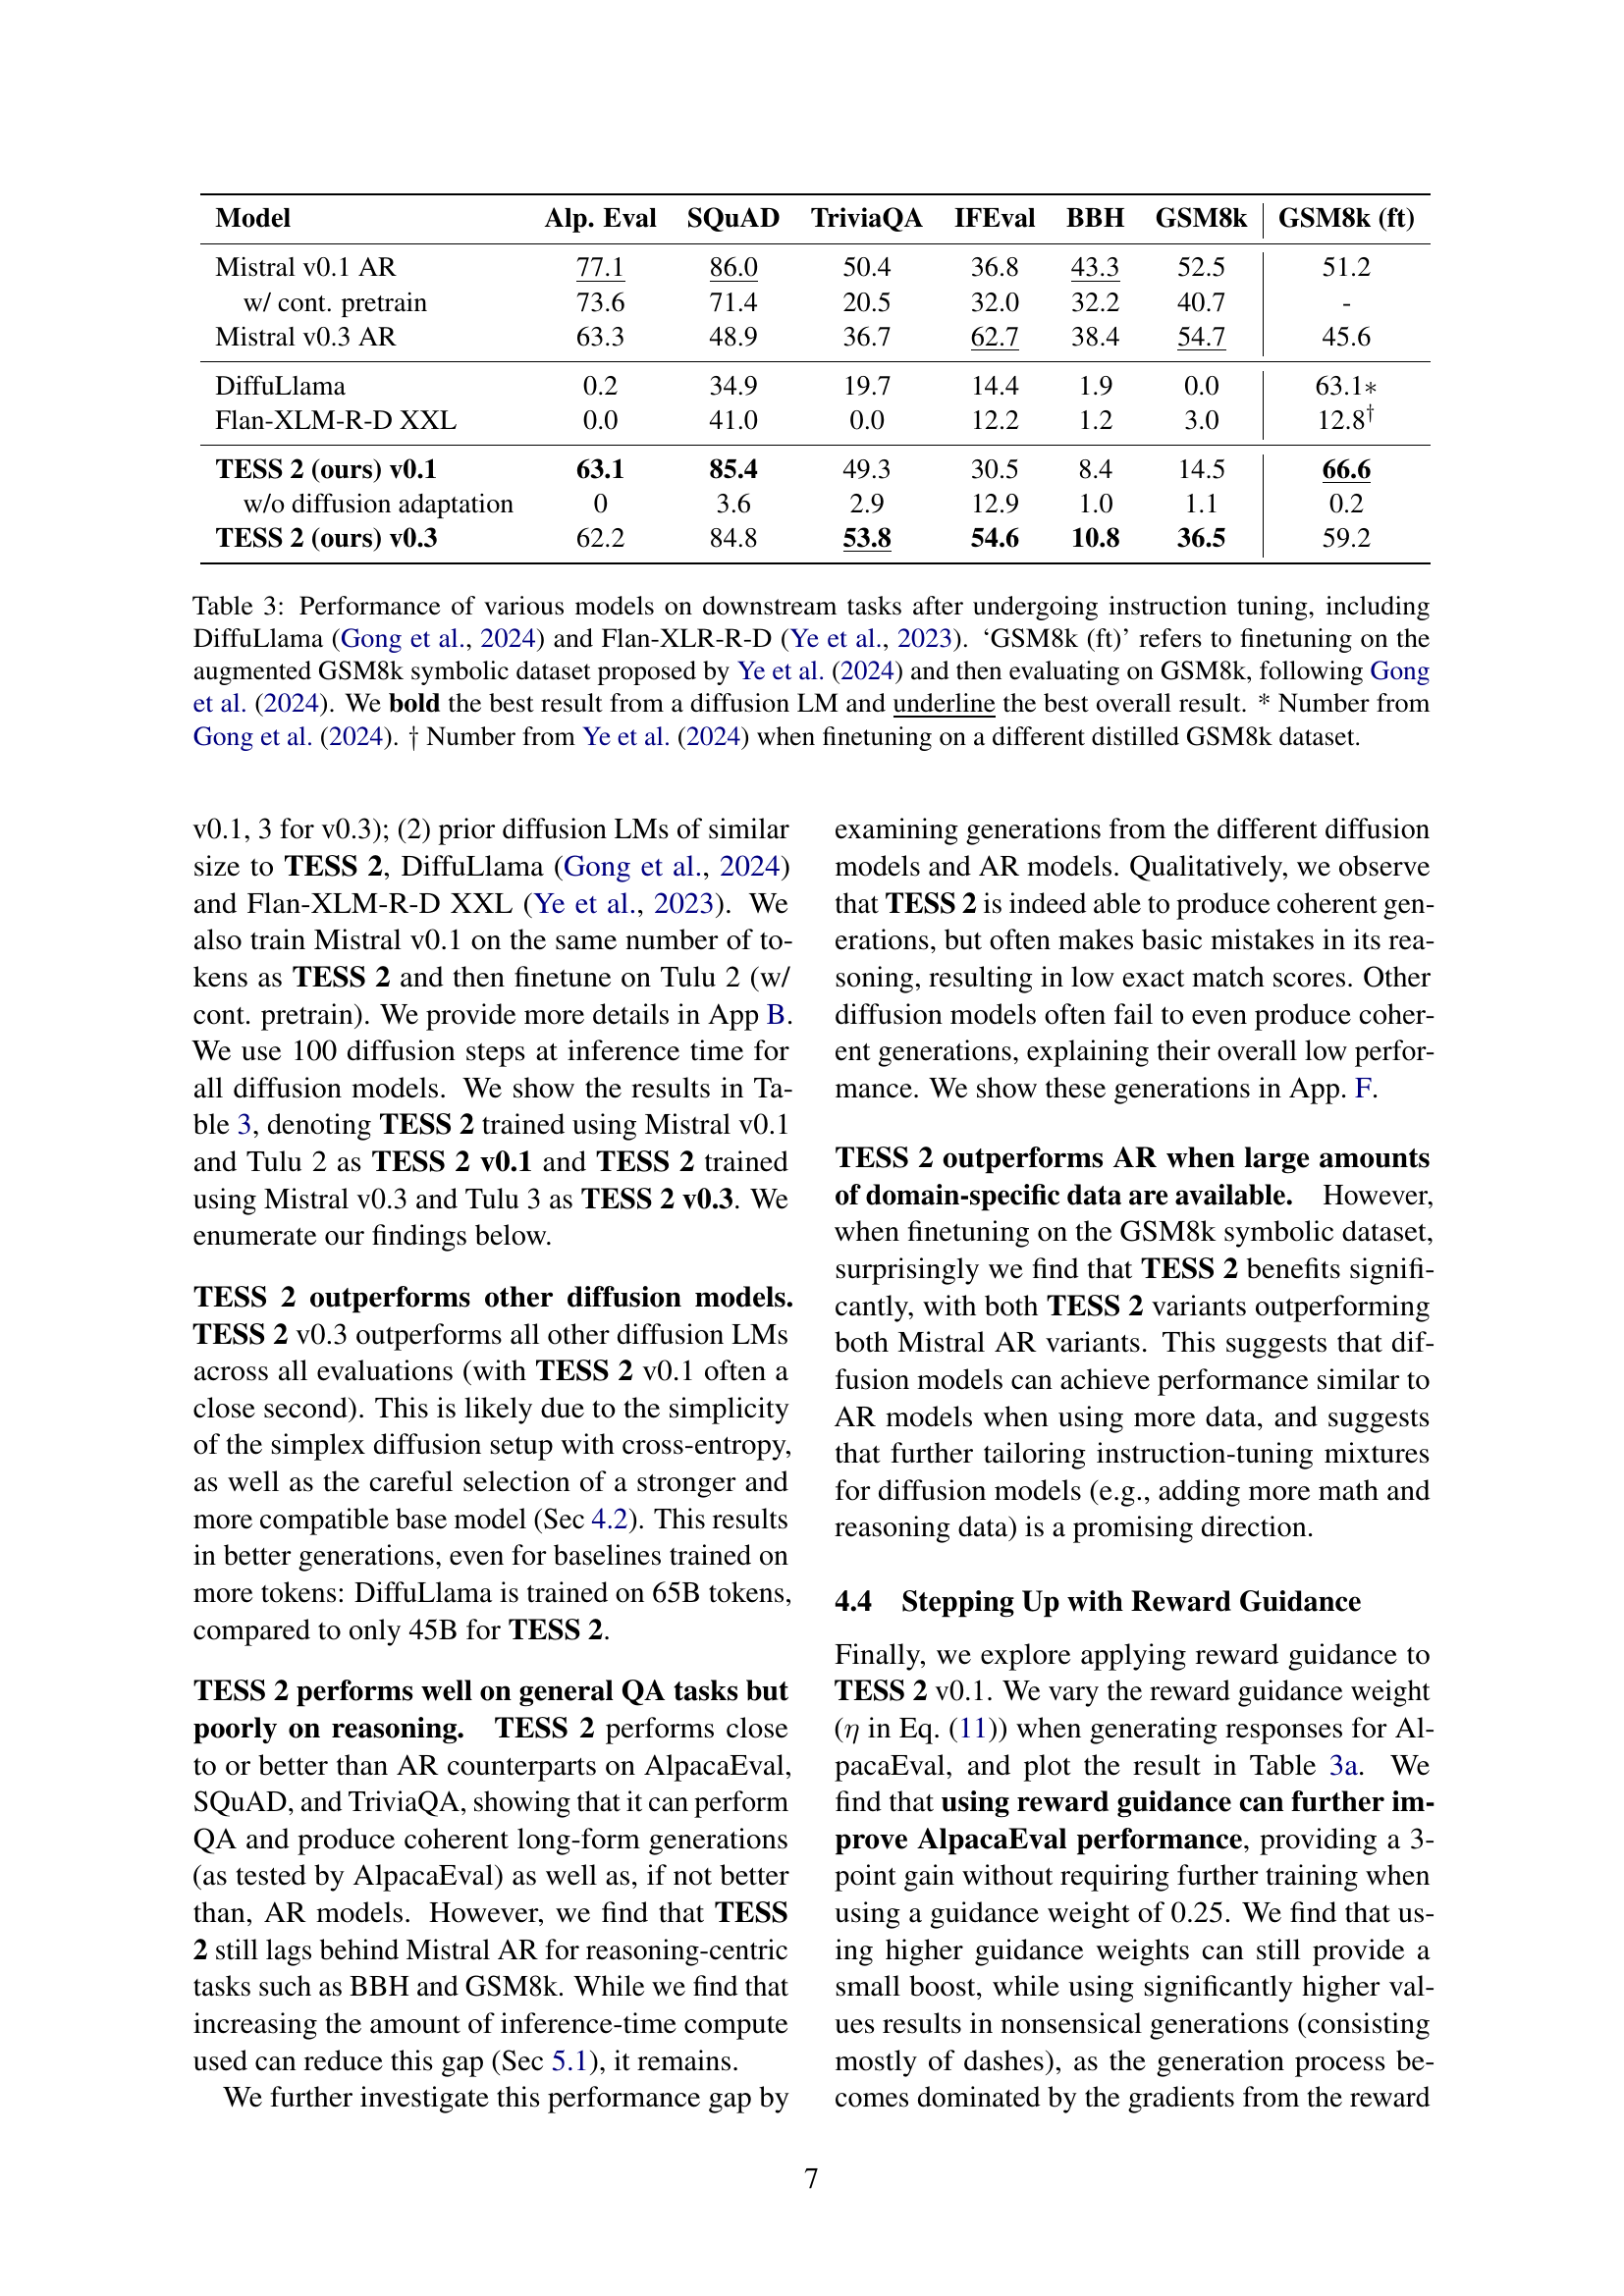 Model Alp. Eval SQuAD TriviaQA IFEval BBH GSM8k GSM8k (ft)
Mistral v0.1 AR 77.1 86.0 50.4 36.8 43.3 52.5 51.2
w/ cont. pretrain 73.6 71.4 20.5 32.0 32.2 40.7 -
Mistral v0.3 AR 63.3 48.9 36.7 62.7 38.4 54.7 45.6
DiffuLlama 0.2 34.9 19.7 14.4 1.9 0.0 63.1*
Flan-XLM-R-D XXL 0.0 41.0 0.0 12.2 1.2 3.0 12.8†
TESS 2 (ours) v0.1 63.1 85.4 49.3 30.5 8.4 14.5 66.6
w/o diffusion adaptation 0 3.6 2.9 12.9 1.0 1.1 0.2
TESS 2 (ours) v0.3 62.2 84.8 53.8 54.6 10.8 36.5 59.2
Table 3: Performance of various models on downstream tasks after undergoing instruction tuning, including
DiffuLlama (Gong et al., 2024) and Flan-XLR-R-D (Ye et al., 2023). ‘GSM8k (ft)’ refers to finetuning on the
augmented GSM8k symbolic dataset proposed by Ye et al. (2024) and then evaluating on GSM8k, following Gong
et al. (2024). We bold the best result from a diffusion LM and underline the best overall result. * Number from
Gong et al. (2024). † Number from Ye et al. (2024) when finetuning on a different distilled GSM8k dataset.
v0.1, 3 for v0.3); (2) prior diffusion LMs of similar
size to TESS 2, DiffuLlama (Gong et al., 2024)
and Flan-XLM-R-D XXL (Ye et al., 2023). We
also train Mistral v0.1 on the same number of to-
kens as TESS 2 and then finetune on Tulu 2 (w/
cont. pretrain). We provide more details in App B.
We use 100 diffusion steps at inference time for
all diffusion models. We show the results in Ta-
ble 3, denoting TESS 2 trained using Mistral v0.1
and Tulu 2 as TESS 2 v0.1 and TESS 2 trained
using Mistral v0.3 and Tulu 3 as TESS 2 v0.3. We
enumerate our findings below.
TESS 2 outperforms other diffusion models.
TESS 2 v0.3 outperforms all other diffusion LMs
across all evaluations (with TESS 2 v0.1 often a
close second). This is likely due to the simplicity
of the simplex diffusion setup with cross-entropy,
as well as the careful selection of a stronger and
more compatible base model (Sec 4.2). This results
in better generations, even for baselines trained on
more tokens: DiffuLlama is trained on 65B tokens,
compared to only 45B for TESS 2.
TESS 2 performs well on general QA tasks but
poorly on reasoning. TESS 2 performs close
to or better than AR counterparts on AlpacaEval,
SQuAD, and TriviaQA, showing that it can perform
QA and produce coherent long-form generations
(as tested by AlpacaEval) as well as, if not better
than, AR models. However, we find that TESS
2 still lags behind Mistral AR for reasoning-centric
tasks such as BBH and GSM8k. While we find that
increasing the amount of inference-time compute
used can reduce this gap (Sec 5.1), it remains.
We further investigate this performance gap by
examining generations from the different diffusion
models and AR models. Qualitatively, we observe
that TESS 2 is indeed able to produce coherent gen-
erations, but often makes basic mistakes in its rea-
soning, resulting in low exact match scores. Other
diffusion models often fail to even produce coher-
ent generations, explaining their overall low perfor-
mance. We show these generations in App. F.
TESS 2 outperforms AR when large amounts
of domain-specific data are available. However,
when finetuning on the GSM8k symbolic dataset,
surprisingly we find that TESS 2 benefits signifi-
cantly, with both TESS 2 variants outperforming
both Mistral AR variants. This suggests that dif-
fusion models can achieve performance similar to
AR models when using more data, and suggests
that further tailoring instruction-tuning mixtures
for diffusion models (e.g., adding more math and
reasoning data) is a promising direction.
4.4 Stepping Up with Reward Guidance
Finally, we explore applying reward guidance to
TESS 2 v0.1. We vary the reward guidance weight
(η in Eq. (11)) when generating responses for Al-
pacaEval, and plot the result in Table 3a. We
find that using reward guidance can further im-
prove AlpacaEval performance, providing a 3-
point gain without requiring further training when
using a guidance weight of 0.25. We find that us-
ing higher guidance weights can still provide a
small boost, while using significantly higher val-
ues results in nonsensical generations (consisting
mostly of dashes), as the generation process be-
comes dominated by the gradients from the reward
7